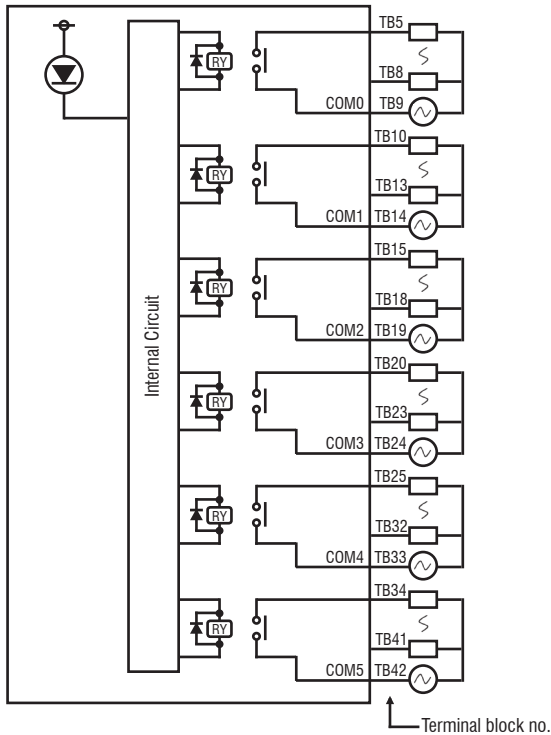 TB5
RY
TB8
COM0 TB9
TB10
RY
TB13
COM1 TB14
TB15
RY
TB18
COM2 TB19
Internal Circuit
TB20
RY
TB23
COM3 TB24
TB25
RY
TB32
COM4 TB33
TB34
RY
TB41
COM5 TB42
Terminal block no.